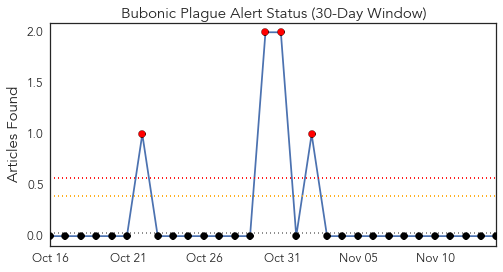 Bubonic Plague Alert Status (30-Day Window)
Articles Found
2.0
1.5
1.0
0.5
0.0
Oct 16
Oct 21
Oct 26
Oct 31
Nov 05
Nov 10